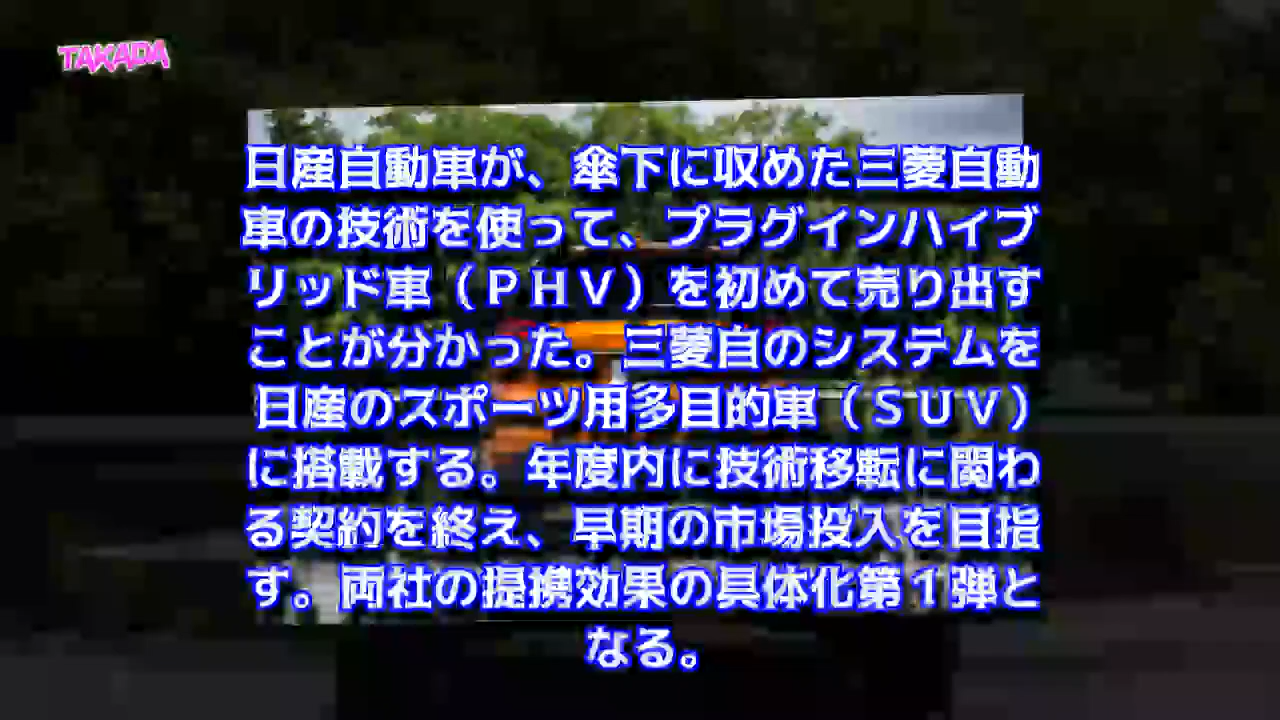 TAKADA
日産自動車が、傘下に収めた三菱自動
車の技術を使って、プラグインハイブ
リッド車（ＰＨＶ）を初めて売り出す
ことが分かった。三菱自のシステムを
日産のスポーツ用多目的車（ＳＵＶ）
に搭載する。年度内に技術移転に関わ
る契約を終え、早期の市場投入を目指
す。両社の提携効果の具体化第１弾と
なる。